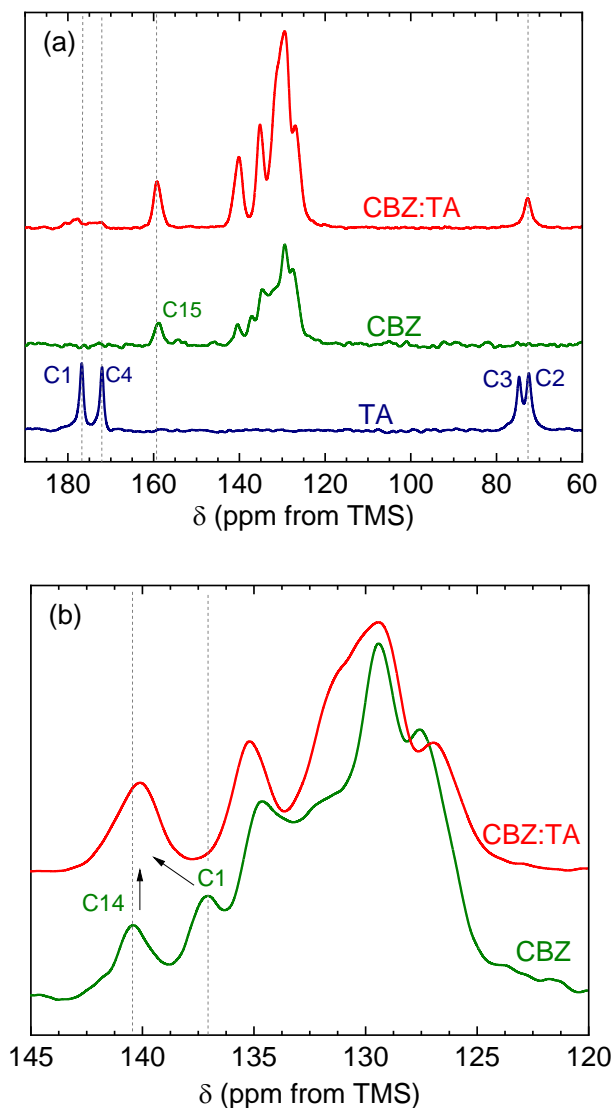 (a)
CBZ:TA
C15
CBZ
C1 C4 C3 C2
TA
180 160 140 120 100 80 60
δ (ppm from TMS)
(b)
CBZ:TA
C1
C14
CBZ
145 140 135 130 125 120
δ (ppm from TMS)